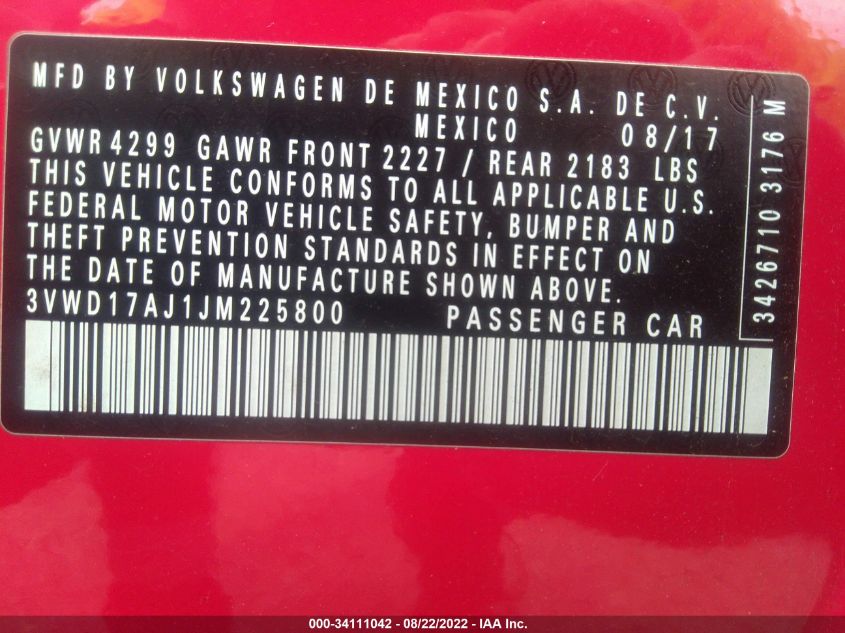 MFD BY VOLKSWAGEN DE MEXICO S.A. DE C.V.
MEXICO 08/17
GVWR 4299 GAWR FRONT 2227 / REAR 2183 LBS
THIS VEHICLE CONFORMS TO ALL APPLICABLE U.S.
FEDERAL MOTOR VEHICLE SAFETY, BUMPER AND
THEFT PREVENTION STANDARDS IN EFFECT ON
THE DATE OF MANUFACTURE SHOWN ABOVE.
3VWD17AJ1JM225800 PASSENGER CAR
3426710 3176 M
000-34111042 - 08/22/2022 - IAA Inc.